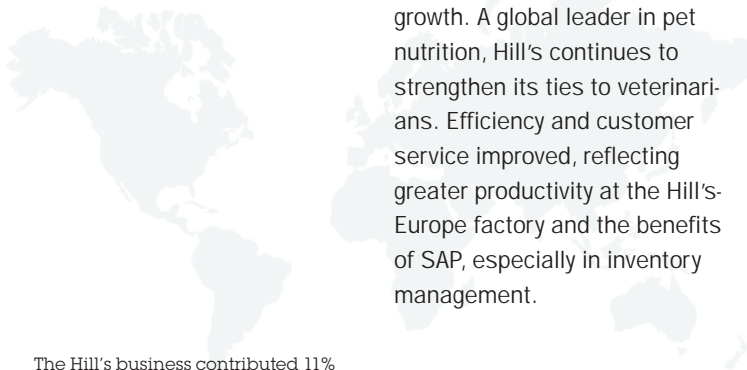 growth. A global leader in pet
nutrition, Hill's continues to
strengthen its ties to veterinari-
ans. Efficiency and customer
service improved, reflecting
greater productivity at the Hill's-
Europe factory and the benefits
of SAP, especially in inventory
management.
The Hill's business contributed 11%